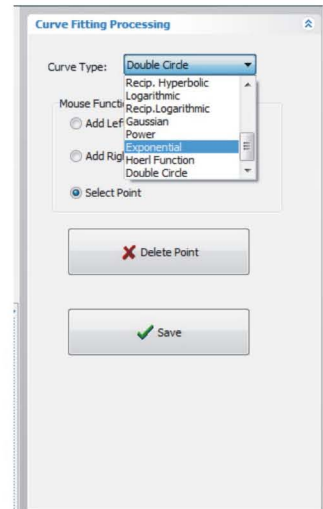 Curve Fitting Processing
Curve Type: Double Circle
Recip. Hyperbolic
Logarithmic
Mouse Functi
Recip.Logarithmic
Add Lef
Gaussian
Power
Exponential
Add Rig
Hoerl Function
Double Circle
Select Point
Delete Point
Save